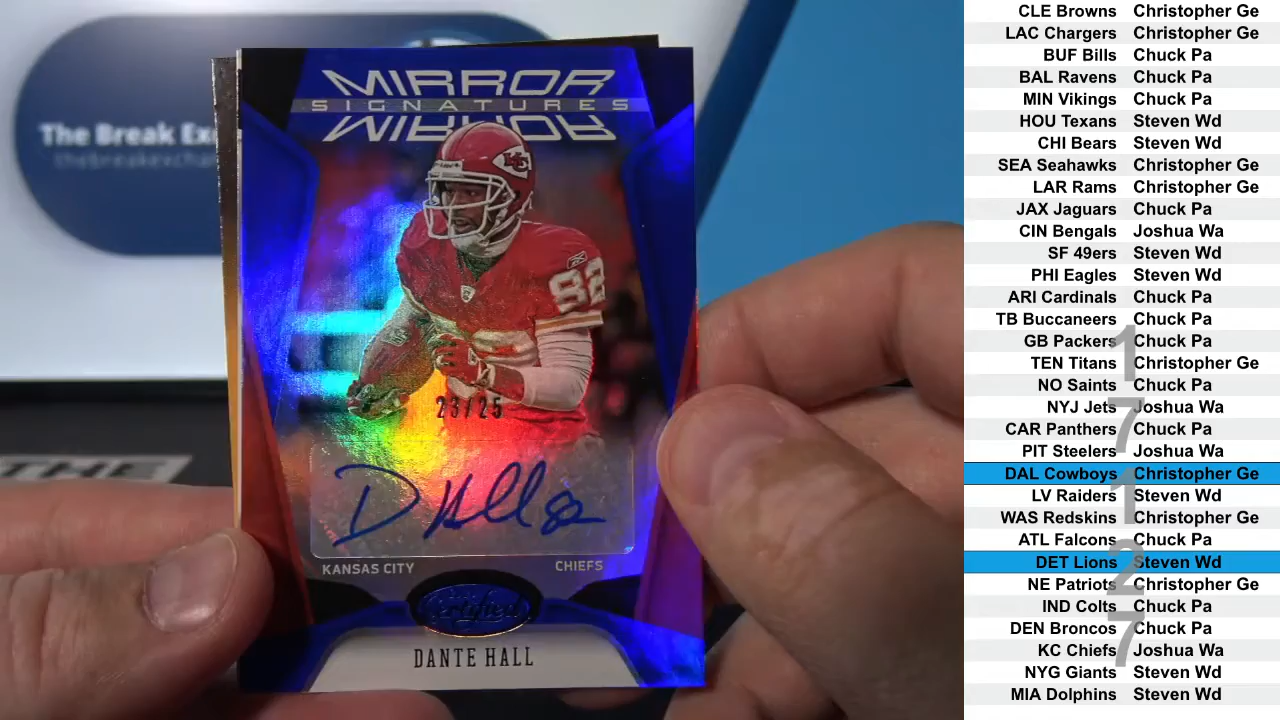 The Break Ex
thebreakexchan
THE
MIRROR
SIGNATURES
MIRROR
KC
82
23/25
D Hall 82
KANSAS CITY CHIEFS
Certified
DANTE HALL
CLE Browns Christopher Ge
LAC Chargers Christopher Ge
BUF Bills Chuck Pa
BAL Ravens Chuck Pa
MIN Vikings Chuck Pa
HOU Texans Steven Wd
CHI Bears Steven Wd
SEA Seahawks Christopher Ge
LAR Rams Christopher Ge
JAX Jaguars Chuck Pa
CIN Bengals Joshua Wa
SF 49ers Steven Wd
PHI Eagles Steven Wd
ARI Cardinals Chuck Pa
TB Buccaneers Chuck Pa
GB Packers Chuck Pa
TEN Titans Christopher Ge
NO Saints Chuck Pa
NYJ Jets Joshua Wa
CAR Panthers Chuck Pa
PIT Steelers Joshua Wa
DAL Cowboys Christopher Ge
LV Raiders Steven Wd
WAS Redskins Christopher Ge
ATL Falcons Chuck Pa
DET Lions Steven Wd
NE Patriots Christopher Ge
IND Colts Chuck Pa
DEN Broncos Chuck Pa
KC Chiefs Joshua Wa
NYG Giants Steven Wd
MIA Dolphins Steven Wd
17127